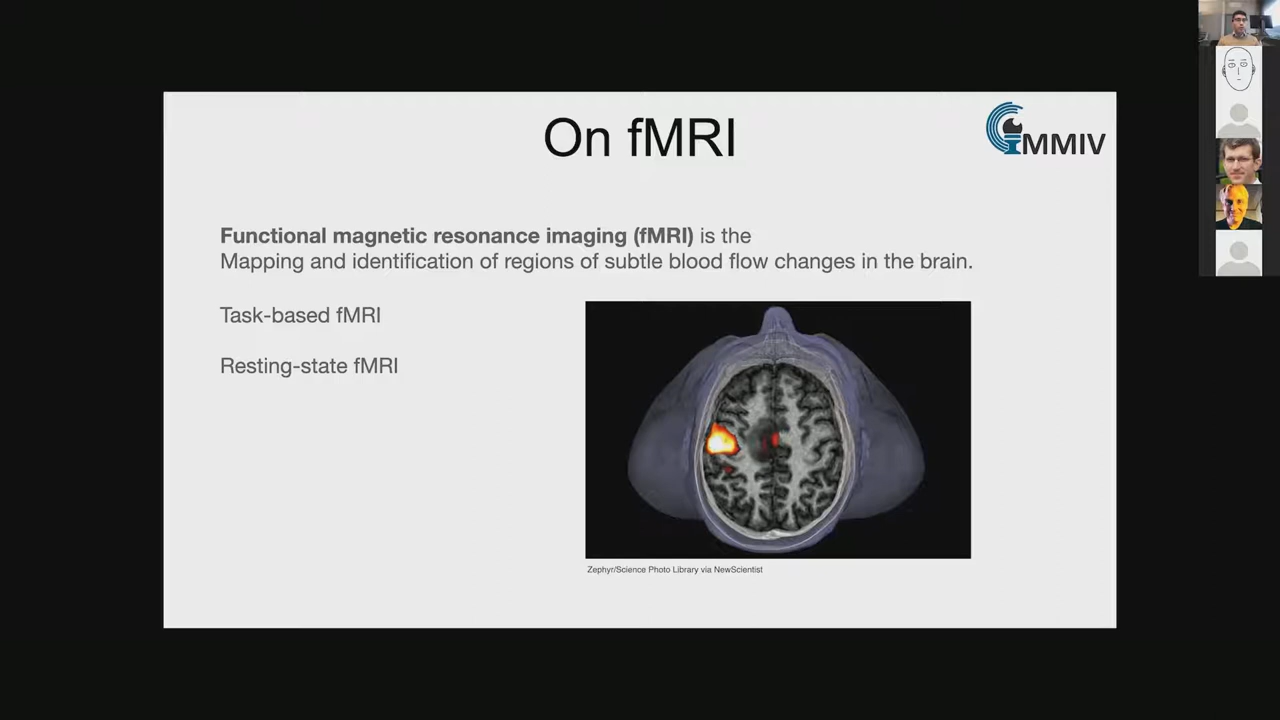 On fMRI
MMIV
Functional magnetic resonance imaging (fMRI) is the
Mapping and identification of regions of subtle blood flow changes in the brain.
Task-based fMRI
Resting-state fMRI
Zephyr/Science Photo Library via NewScientist